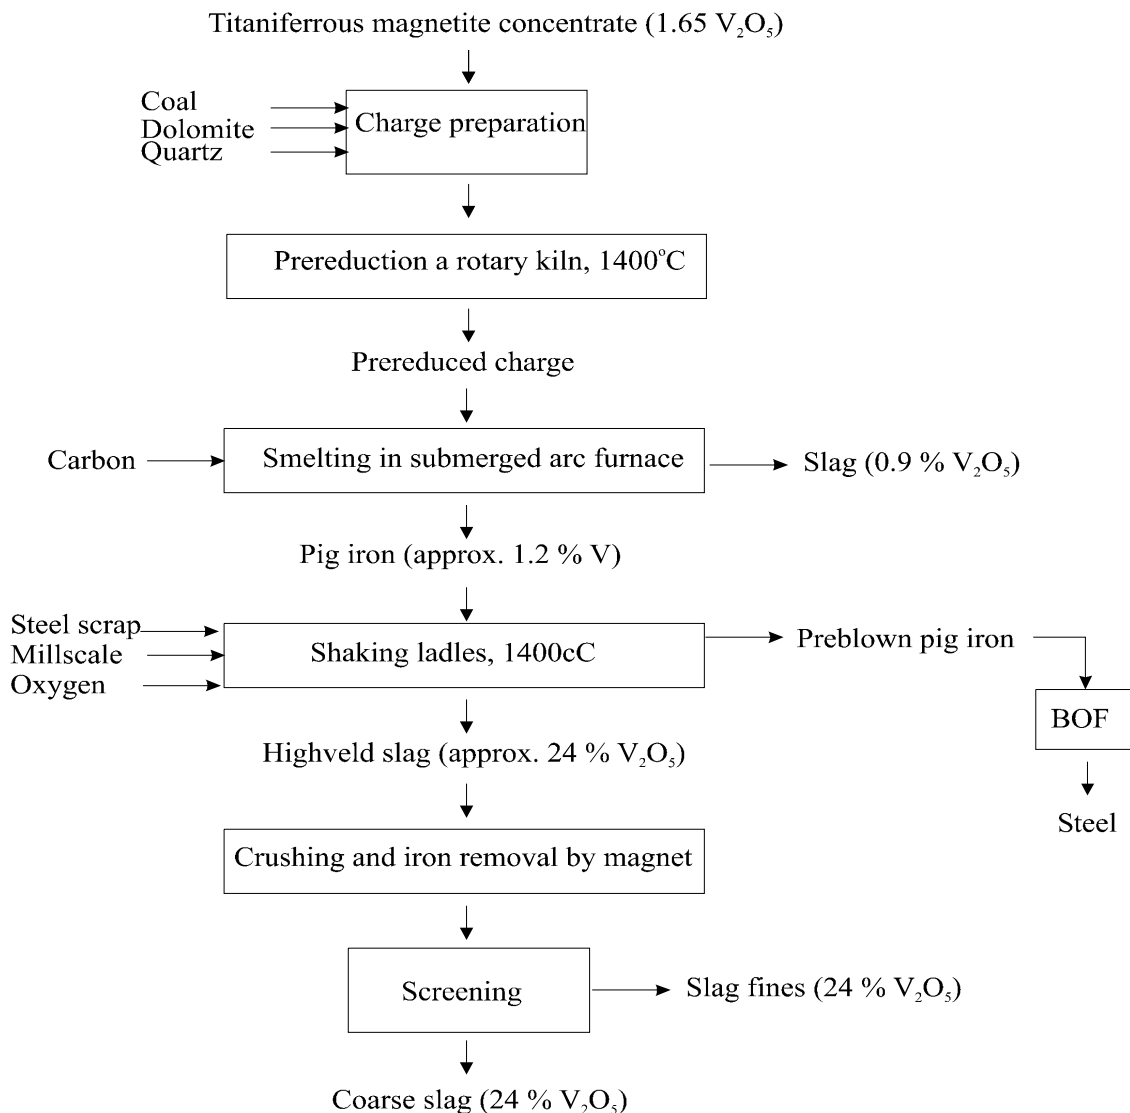 Titaniferrous magnetite concentrate (1.65 V₂O₅)
Coal
Dolomite
Quartz
Charge preparation
Prereduction a rotary kiln, 1400°C
Prereduced charge
Carbon
Smelting in submerged arc furnace
Slag (0.9 % V₂O₅)
Pig iron (approx. 1.2 % V)
Steel scrap
Millscale
Oxygen
Shaking ladles, 1400cC
Preblown pig iron
BOF
Steel
Highveld slag (approx. 24 % V₂O₅)
Crushing and iron removal by magnet
Screening
Slag fines (24 % V₂O₅)
Coarse slag (24 % V₂O₅)